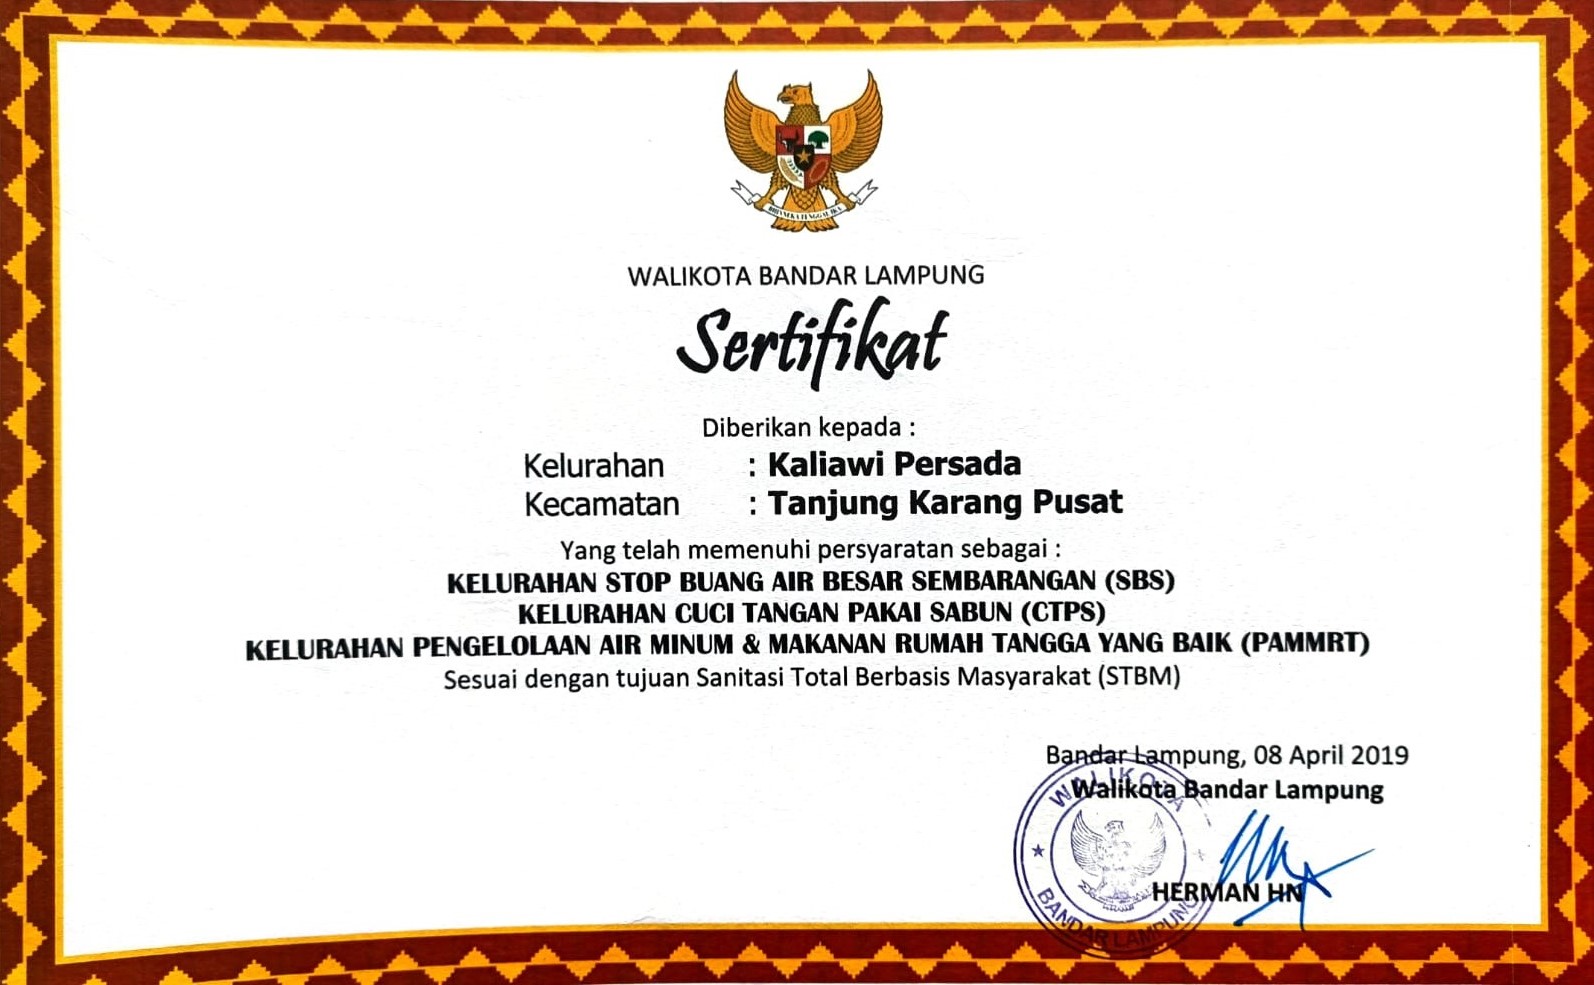 BHINNEKA TUNGGAL IKA
WALIKOTA BANDAR LAMPUNG
Sertifikat
Diberikan kepada :
Kelurahan : Kaliawi Persada
Kecamatan : Tanjung Karang Pusat
Yang telah memenuhi persyaratan sebagai :
KELURAHAN STOP BUANG AIR BESAR SEMBARANGAN (SBS)
KELURAHAN CUCI TANGAN PAKAI SABUN (CTPS)
KELURAHAN PENGELOLAAN AIR MINUM & MAKANAN RUMAH TANGGA YANG BAIK (PAMMRT)
Sesuai dengan tujuan Sanitasi Total Berbasis Masyarakat (STBM)
Bandar Lampung, 08 April 2019
Walikota Bandar Lampung
WALIKOTA
BANDAR LAMPUNG
HERMAN HN